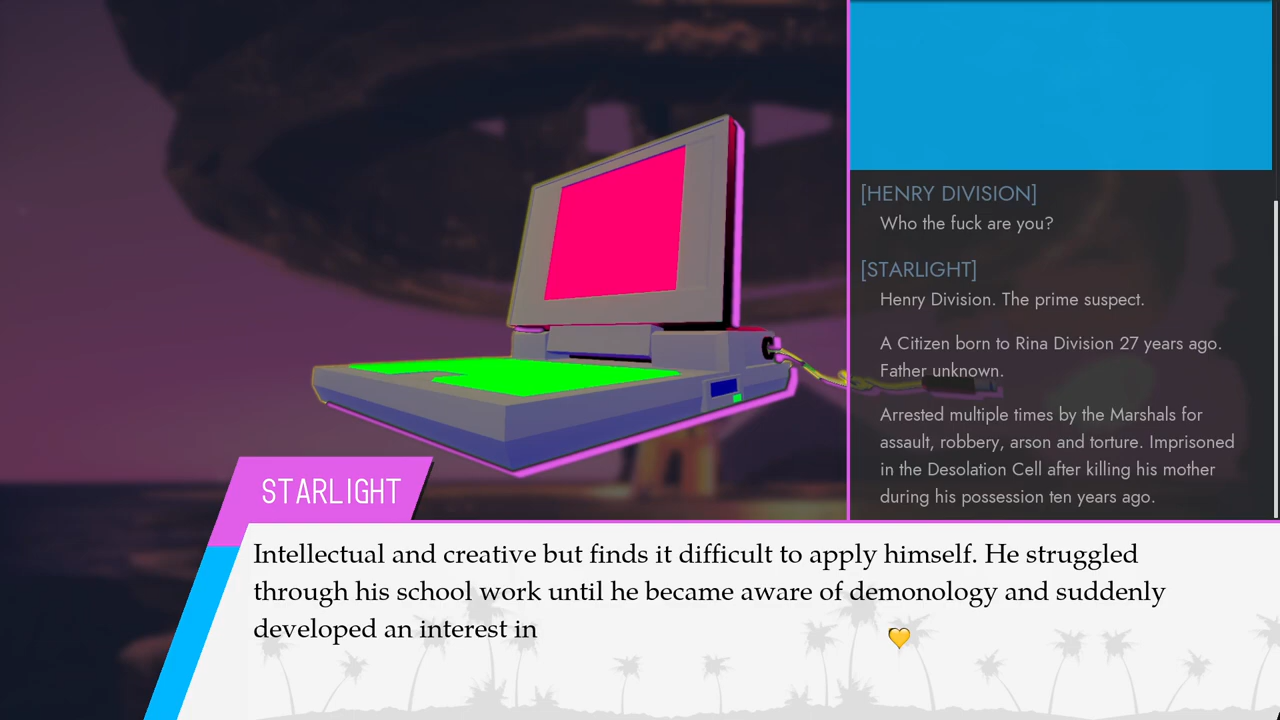 [HENRY DIVISION]
Who the fuck are you?
[STARLIGHT]
Henry Division. The prime suspect.
A Citizen born to Rina Division 27 years ago.
Father unknown.
Arrested multiple times by the Marshals for
assault, robbery, arson and torture. Imprisoned
in the Desolation Cell after killing his mother
during his possession ten years ago.
STARLIGHT
Intellectual and creative but finds it difficult to apply himself. He struggled
through his school work until he became aware of demonology and suddenly
developed an interest in